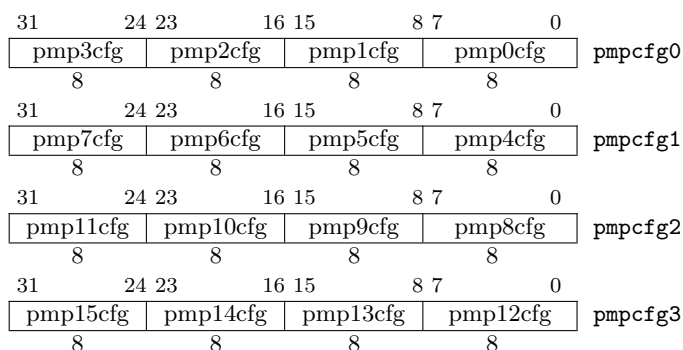 31 24 23 16 15 8 7 0
pmp3cfg pmp2cfg pmp1cfg pmp0cfg pmpcfg0
8 8 8 8
31 24 23 16 15 8 7 0
pmp7cfg pmp6cfg pmp5cfg pmp4cfg pmpcfg1
8 8 8 8
31 24 23 16 15 8 7 0
pmp11cfg pmp10cfg pmp9cfg pmp8cfg pmpcfg2
8 8 8 8
31 24 23 16 15 8 7 0
pmp15cfg pmp14cfg pmp13cfg pmp12cfg pmpcfg3
8 8 8 8